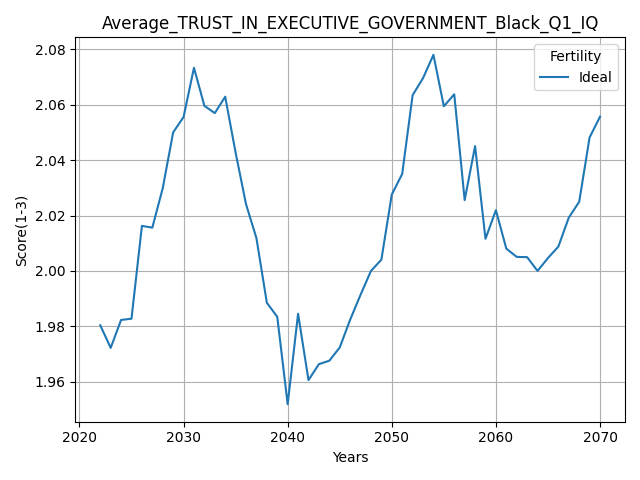 Average_TRUST_IN_EXECUTIVE_GOVERNMENT_Black_Q1_IQ
Fertility
Ideal
Score(1-3)
2.08
2.06
2.04
2.02
2.00
1.98
1.96
2020 2030 2040 2050 2060 2070
Years